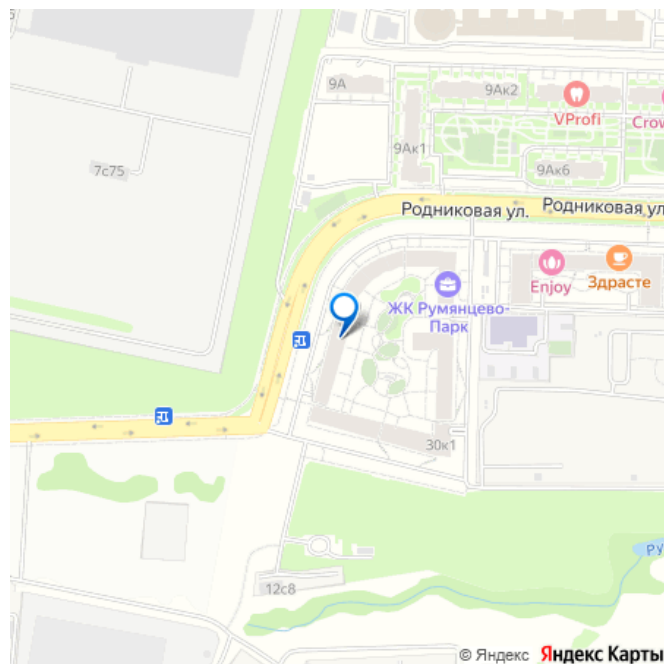 9А
9Ак2
VProfi
Crow
9Ак1
7с75
9Ак6
Родниковая ул.
Родниковая ул
Enjoy
Здрасте
ЖК Румянцево-
Парк
30к1
РУ
12с8
© Яндекс
Яндекс Карты